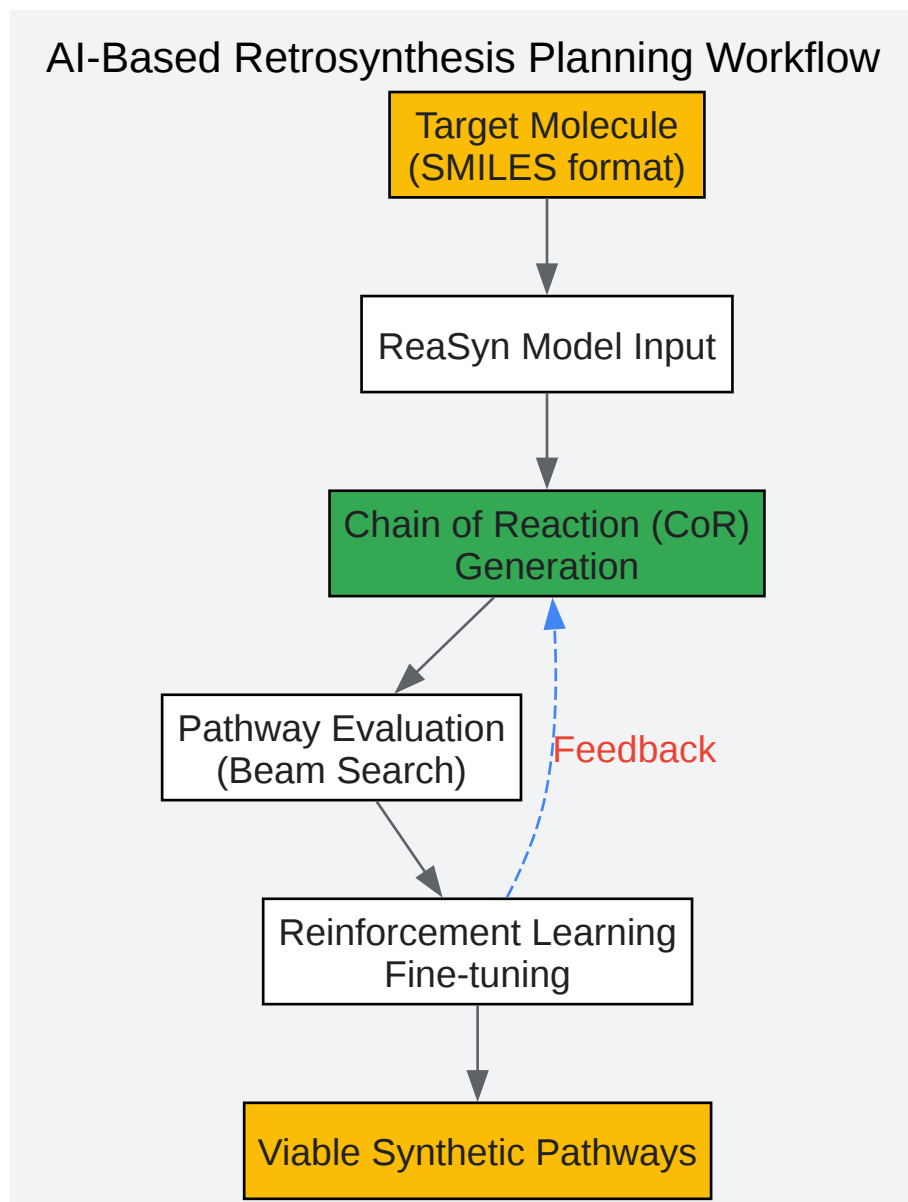 AI-Based Retrosynthesis Planning Workflow
Target Molecule
(SMILES format)
ReaSyn Model Input
Chain of Reaction (CoR)
Generation
Pathway Evaluation
(Beam Search)
Feedback
Reinforcement Learning
Fine-tuning
Viable Synthetic Pathways